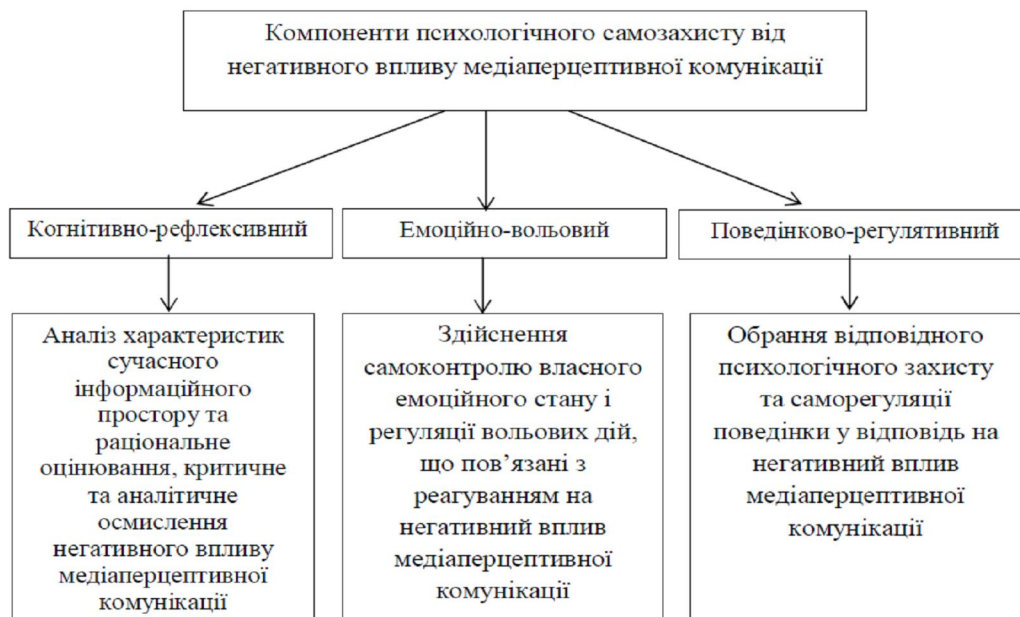 Компоненти психологічного самозахисту від
негативного впливу медіаперцептивної комунікації
Когнітивно-рефлексивний
Емоційно-вольовий
Поведінково-регулятивний
Аналіз характеристик
сучасного
інформаційного
простору та
раціональне
оцінювання, критичне
та аналітичне
осмислення
негативного впливу
медіаперцептивної
комунікації
Здійснення
самоконтролю власного
емоційного стану і
регуляції вольових дій,
що пов’язані з
реагуванням на
негативний вплив
медіаперцептивної
комунікації
Обрання відповідного
психологічного захисту
та саморегуляції
поведінки у відповідь на
негативний вплив
медіаперцептивної
комунікації